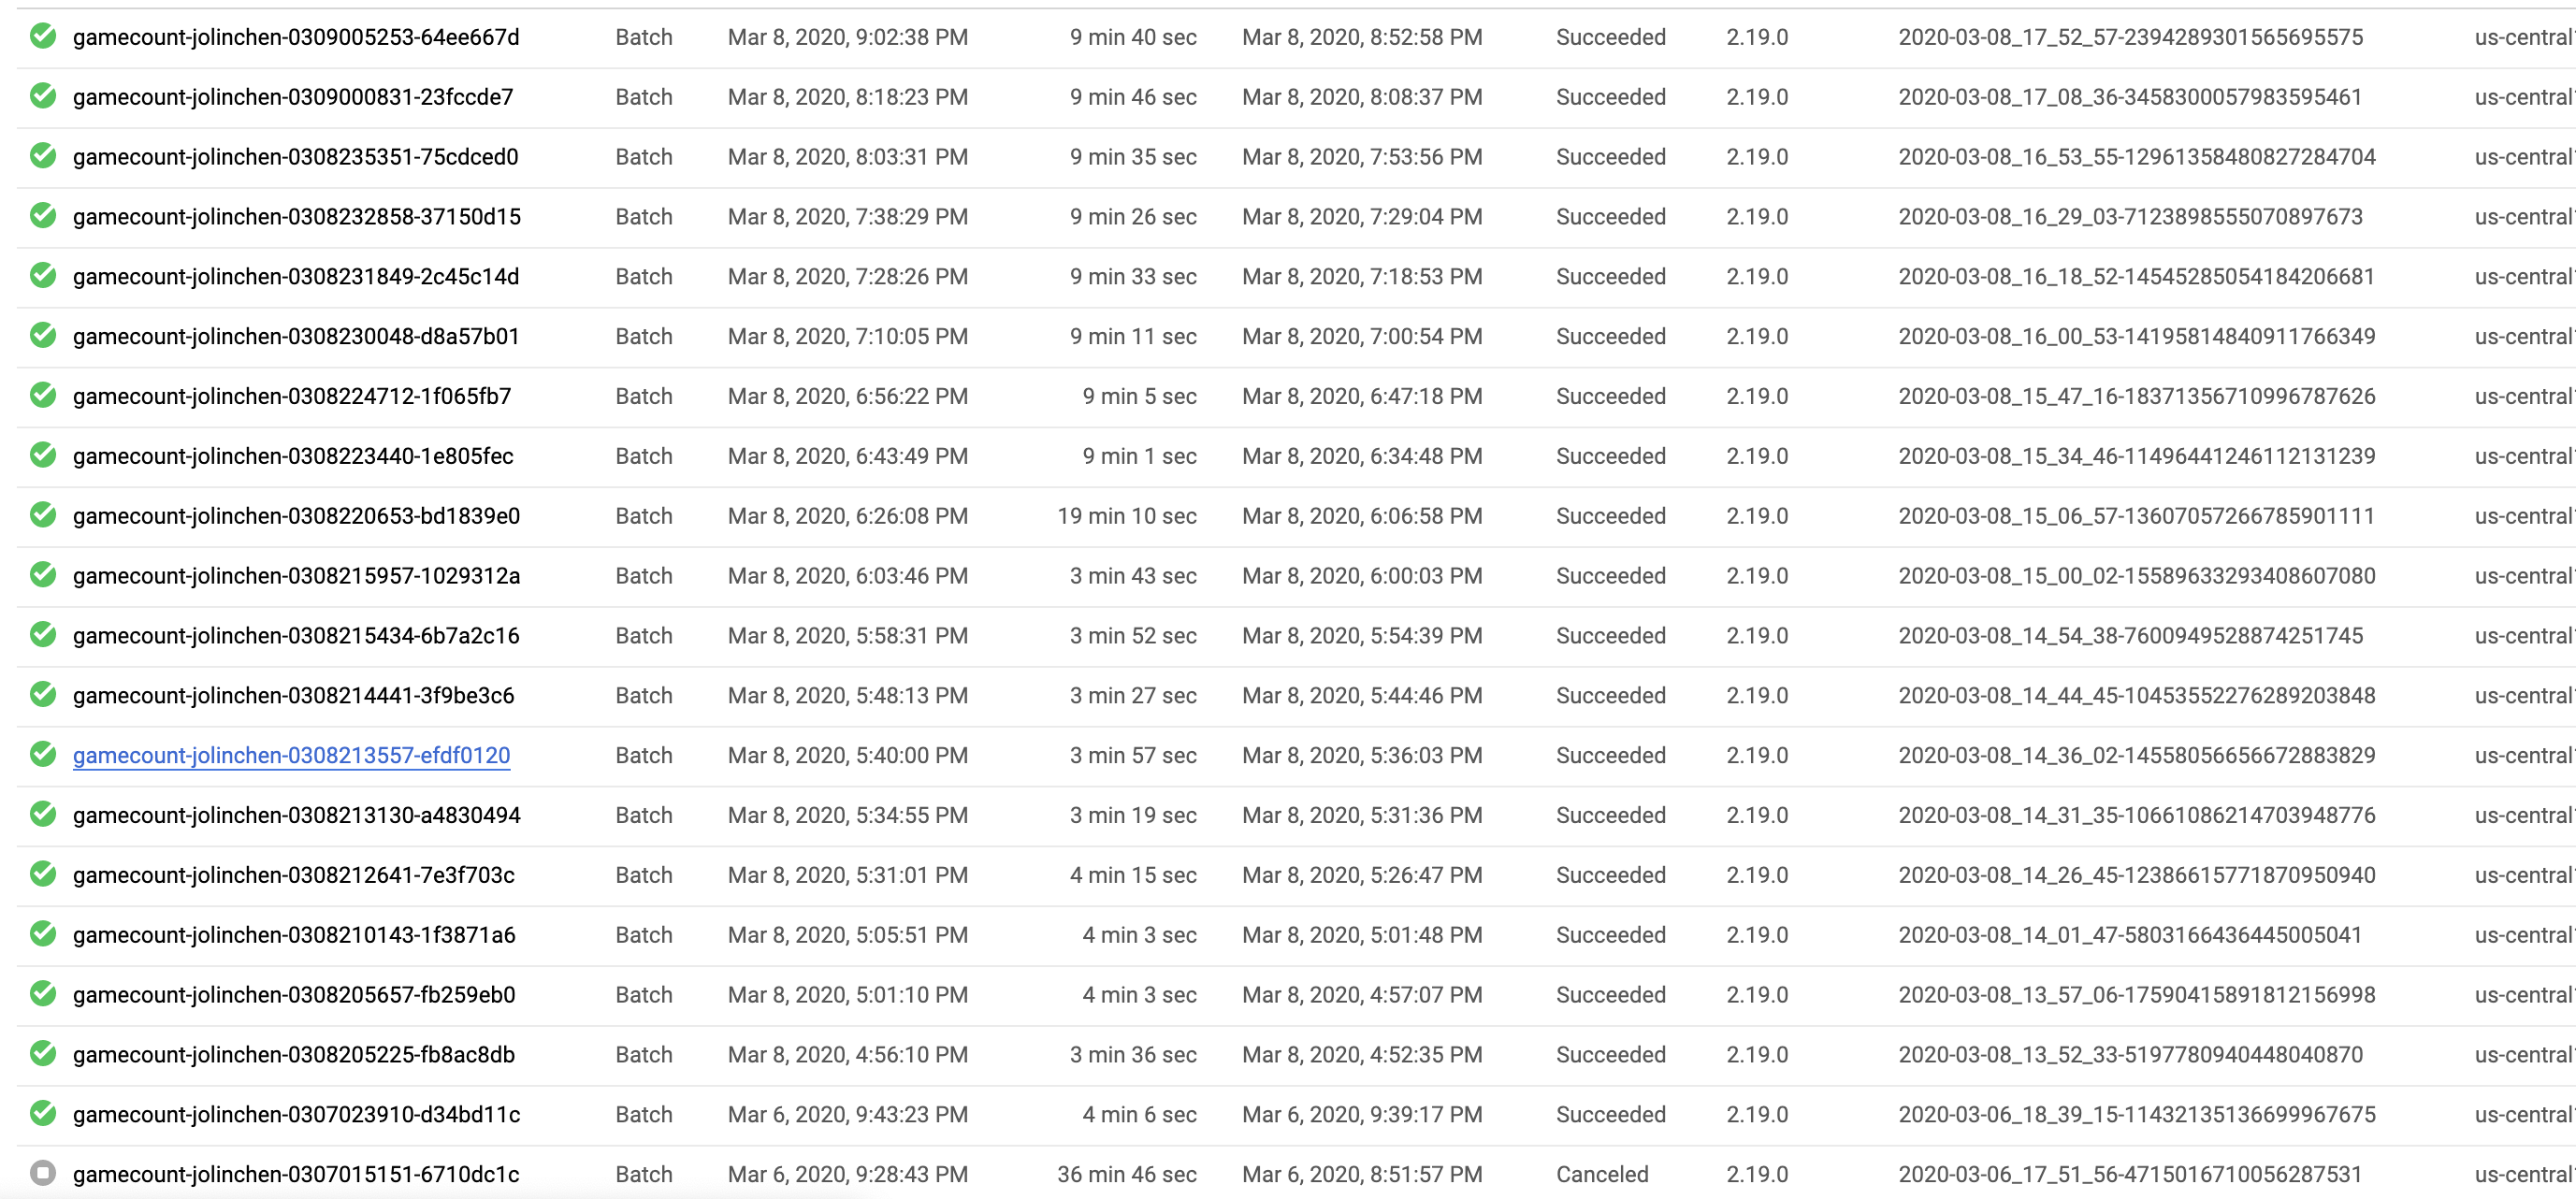 gamecount-jolinchen-0309005253-64ee667d Batch Mar 8, 2020, 9:02:38 PM 9 min 40 sec Mar 8, 2020, 8:52:58 PM Succeeded 2.19.0 2020-03-08_17_52_57-2394289301565695575 us-central1
gamecount-jolinchen-0309000831-23fccde7 Batch Mar 8, 2020, 8:18:23 PM 9 min 46 sec Mar 8, 2020, 8:08:37 PM Succeeded 2.19.0 2020-03-08_17_08_36-3458300057983595461 us-central1
gamecount-jolinchen-0308235351-75cdced0 Batch Mar 8, 2020, 8:03:31 PM 9 min 35 sec Mar 8, 2020, 7:53:56 PM Succeeded 2.19.0 2020-03-08_16_53_55-12961358480827284704 us-central1
gamecount-jolinchen-0308232858-37150d15 Batch Mar 8, 2020, 7:38:29 PM 9 min 26 sec Mar 8, 2020, 7:29:04 PM Succeeded 2.19.0 2020-03-08_16_29_03-7123898555070897673 us-central1
gamecount-jolinchen-0308231849-2c45c14d Batch Mar 8, 2020, 7:28:26 PM 9 min 33 sec Mar 8, 2020, 7:18:53 PM Succeeded 2.19.0 2020-03-08_16_18_52-14545285054184206681 us-central1
gamecount-jolinchen-0308230048-d8a57b01 Batch Mar 8, 2020, 7:10:05 PM 9 min 11 sec Mar 8, 2020, 7:00:54 PM Succeeded 2.19.0 2020-03-08_16_00_53-14195814840911766349 us-central1
gamecount-jolinchen-0308224712-1f065fb7 Batch Mar 8, 2020, 6:56:22 PM 9 min 5 sec Mar 8, 2020, 6:47:18 PM Succeeded 2.19.0 2020-03-08_15_47_16-18371356710996787626 us-central1
gamecount-jolinchen-0308223440-1e805fec Batch Mar 8, 2020, 6:43:49 PM 9 min 1 sec Mar 8, 2020, 6:34:48 PM Succeeded 2.19.0 2020-03-08_15_34_46-11496441246112131239 us-central1
gamecount-jolinchen-0308220653-bd1839e0 Batch Mar 8, 2020, 6:26:08 PM 19 min 10 sec Mar 8, 2020, 6:06:58 PM Succeeded 2.19.0 2020-03-08_15_06_57-13607057266785901111 us-central1
gamecount-jolinchen-0308215957-1029312a Batch Mar 8, 2020, 6:03:46 PM 3 min 43 sec Mar 8, 2020, 6:00:03 PM Succeeded 2.19.0 2020-03-08_15_00_02-15589633293408607080 us-central1
gamecount-jolinchen-0308215434-6b7a2c16 Batch Mar 8, 2020, 5:58:31 PM 3 min 52 sec Mar 8, 2020, 5:54:39 PM Succeeded 2.19.0 2020-03-08_14_54_38-7600949528874251745 us-central1
gamecount-jolinchen-0308214441-3f9be3c6 Batch Mar 8, 2020, 5:48:13 PM 3 min 27 sec Mar 8, 2020, 5:44:46 PM Succeeded 2.19.0 2020-03-08_14_44_45-10453552276289203848 us-central1
gamecount-jolinchen-0308213557-efdf0120 Batch Mar 8, 2020, 5:40:00 PM 3 min 57 sec Mar 8, 2020, 5:36:03 PM Succeeded 2.19.0 2020-03-08_14_36_02-14558056656672883829 us-central1
gamecount-jolinchen-0308213130-a4830494 Batch Mar 8, 2020, 5:34:55 PM 3 min 19 sec Mar 8, 2020, 5:31:36 PM Succeeded 2.19.0 2020-03-08_14_31_35-10661086214703948776 us-central1
gamecount-jolinchen-0308212641-7e3f703c Batch Mar 8, 2020, 5:31:01 PM 4 min 15 sec Mar 8, 2020, 5:26:47 PM Succeeded 2.19.0 2020-03-08_14_26_45-12386615771870950940 us-central1
gamecount-jolinchen-0308210143-1f3871a6 Batch Mar 8, 2020, 5:05:51 PM 4 min 3 sec Mar 8, 2020, 5:01:48 PM Succeeded 2.19.0 2020-03-08_14_01_47-5803166436445005041 us-central1
gamecount-jolinchen-0308205657-fb259eb0 Batch Mar 8, 2020, 5:01:10 PM 4 min 3 sec Mar 8, 2020, 4:57:07 PM Succeeded 2.19.0 2020-03-08_13_57_06-17590415891812156998 us-central1
gamecount-jolinchen-0308205225-fb8ac8db Batch Mar 8, 2020, 4:56:10 PM 3 min 36 sec Mar 8, 2020, 4:52:35 PM Succeeded 2.19.0 2020-03-08_13_52_33-5197780940448040870 us-central1
gamecount-jolinchen-0307023910-d34bd11c Batch Mar 6, 2020, 9:43:23 PM 4 min 6 sec Mar 6, 2020, 9:39:17 PM Succeeded 2.19.0 2020-03-06_18_39_15-11432135136699967675 us-central1
gamecount-jolinchen-0307015151-6710dc1c Batch Mar 6, 2020, 9:28:43 PM 36 min 46 sec Mar 6, 2020, 8:51:57 PM Canceled 2.19.0 2020-03-06_17_51_56-4715016710056287531 us-central1